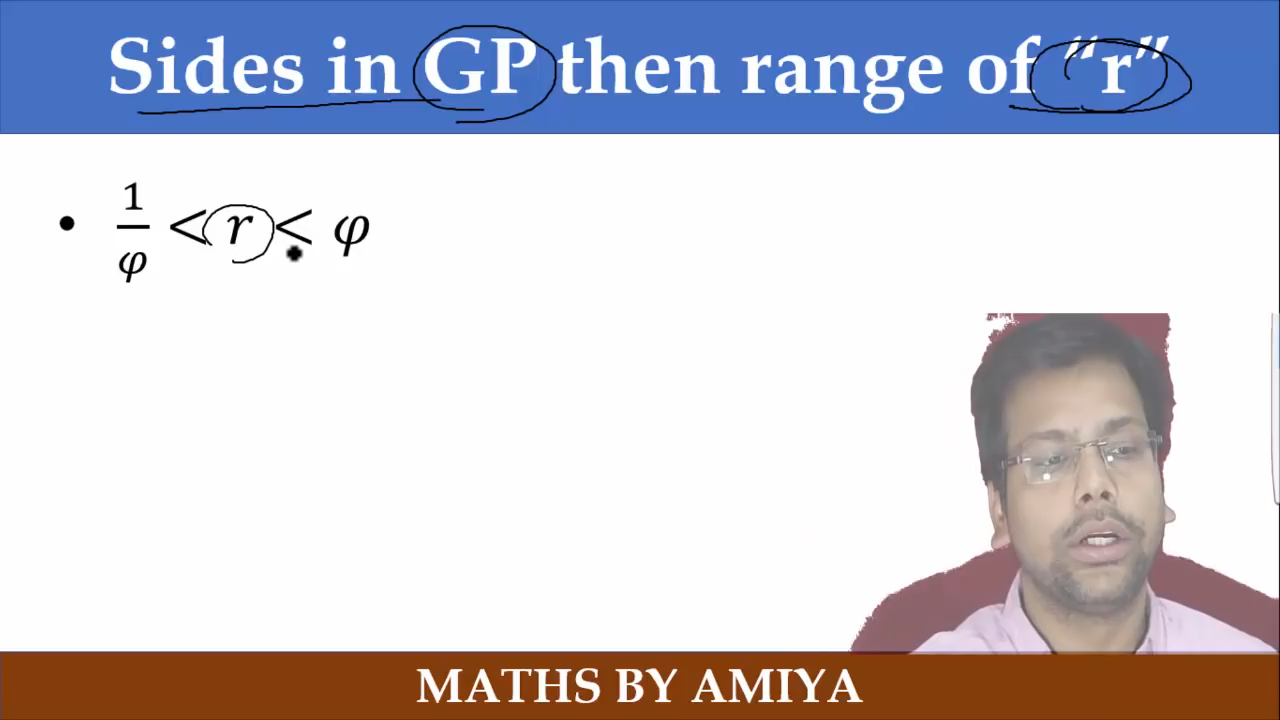 Sides in GP then range of “r”
• 1/φ < r < φ
MATHS BY AMIYA